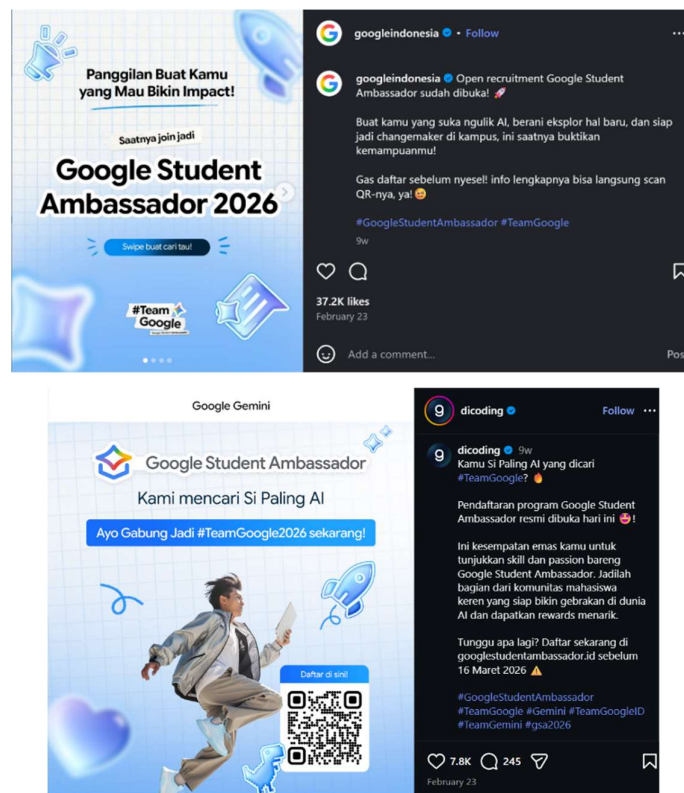 Panggilan Buat Kamu
yang Mau Bikin Impact!
Saatnya join jadi
Google Student
Ambassador 2026
Swipe buat cari tau!
#Team
Google
googleindonesia • Follow
googleindonesia Open recruitment Google Student
Ambassador sudah dibuka! 🚀
Buat kamu yang suka ngulik AI, berani eksplor hal baru, dan siap
jadi changemaker di kampus, ini saatnya buktikan
kemampuanmu!
Gas daftar sebelum nyesel! info lengkapnya bisa langsung scan
QR-nya, ya!😉
#GoogleStudentAmbassador #TeamGoogle
9w
37.2K likes
February 23
Add a comment...
Pos
Google Gemini
Google Student Ambassador
Kami mencari Si Paling AI
Ayo Gabung Jadi #TeamGoogle2026 sekarang!
Daftar di sini!
dicoding
Follow
dicoding 9w
Kamu Si Paling AI yang dicari
#TeamGoogle? 🔥
Pendaftaran program Google Student
Ambassador resmi dibuka hari ini 🤩!
Ini kesempatan emas kamu untuk
tunjukkan skill dan passion bareng
Google Student Ambassador. Jadilah
bagian dari komunitas mahasiswa
keren yang siap bikin gebrakan di dunia
AI dan dapatkan rewards menarik.
Tunggu apa lagi? Daftar sekarang di
googlestudentambassador.id sebelum
16 Maret 2026 ⚠️
#GoogleStudentAmbassador
#TeamGoogle #Gemini #TeamGoogleID
#TeamGemini #gsa2026
7.8K 245
February 23